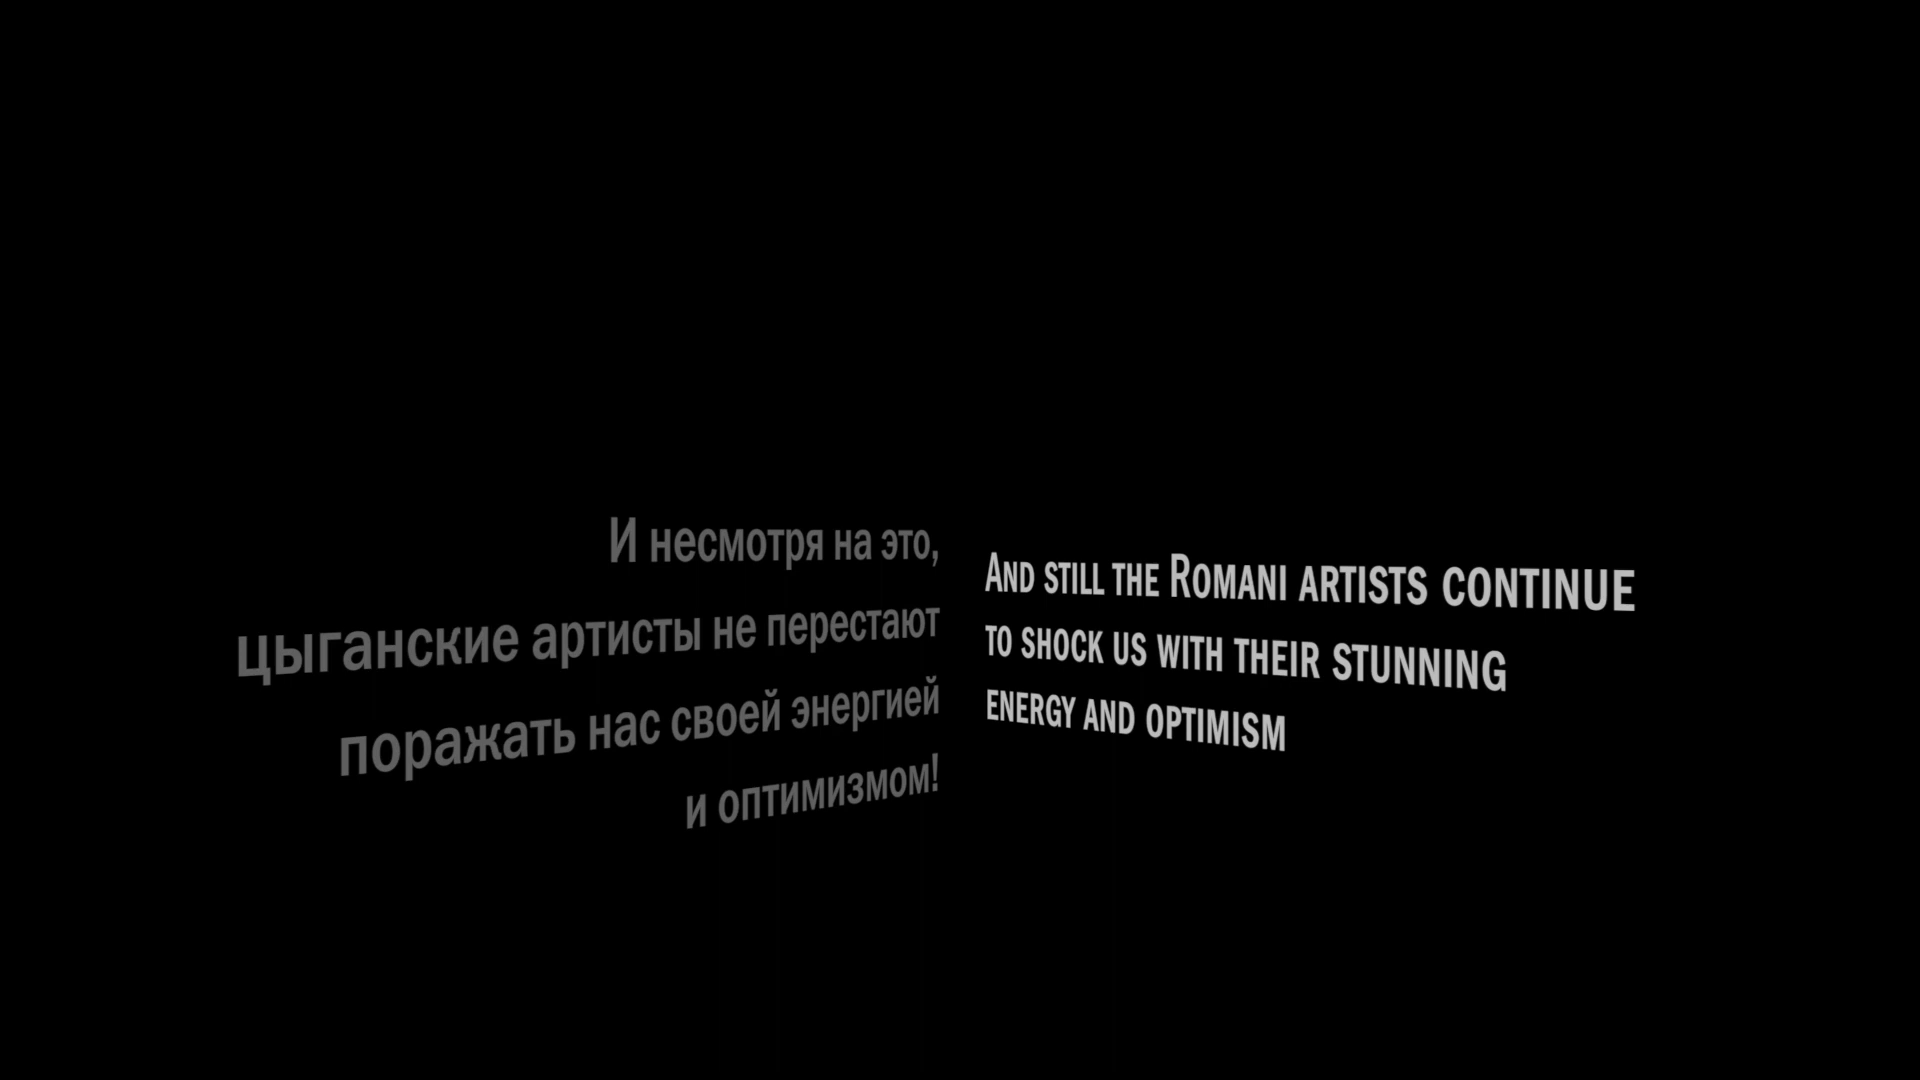 И несмотря на это,
цыганские артисты не перестают
поражать нас своей энергией
и оптимизмом!
And still the Romani artists continue
to shock us with their stunning
energy and optimism